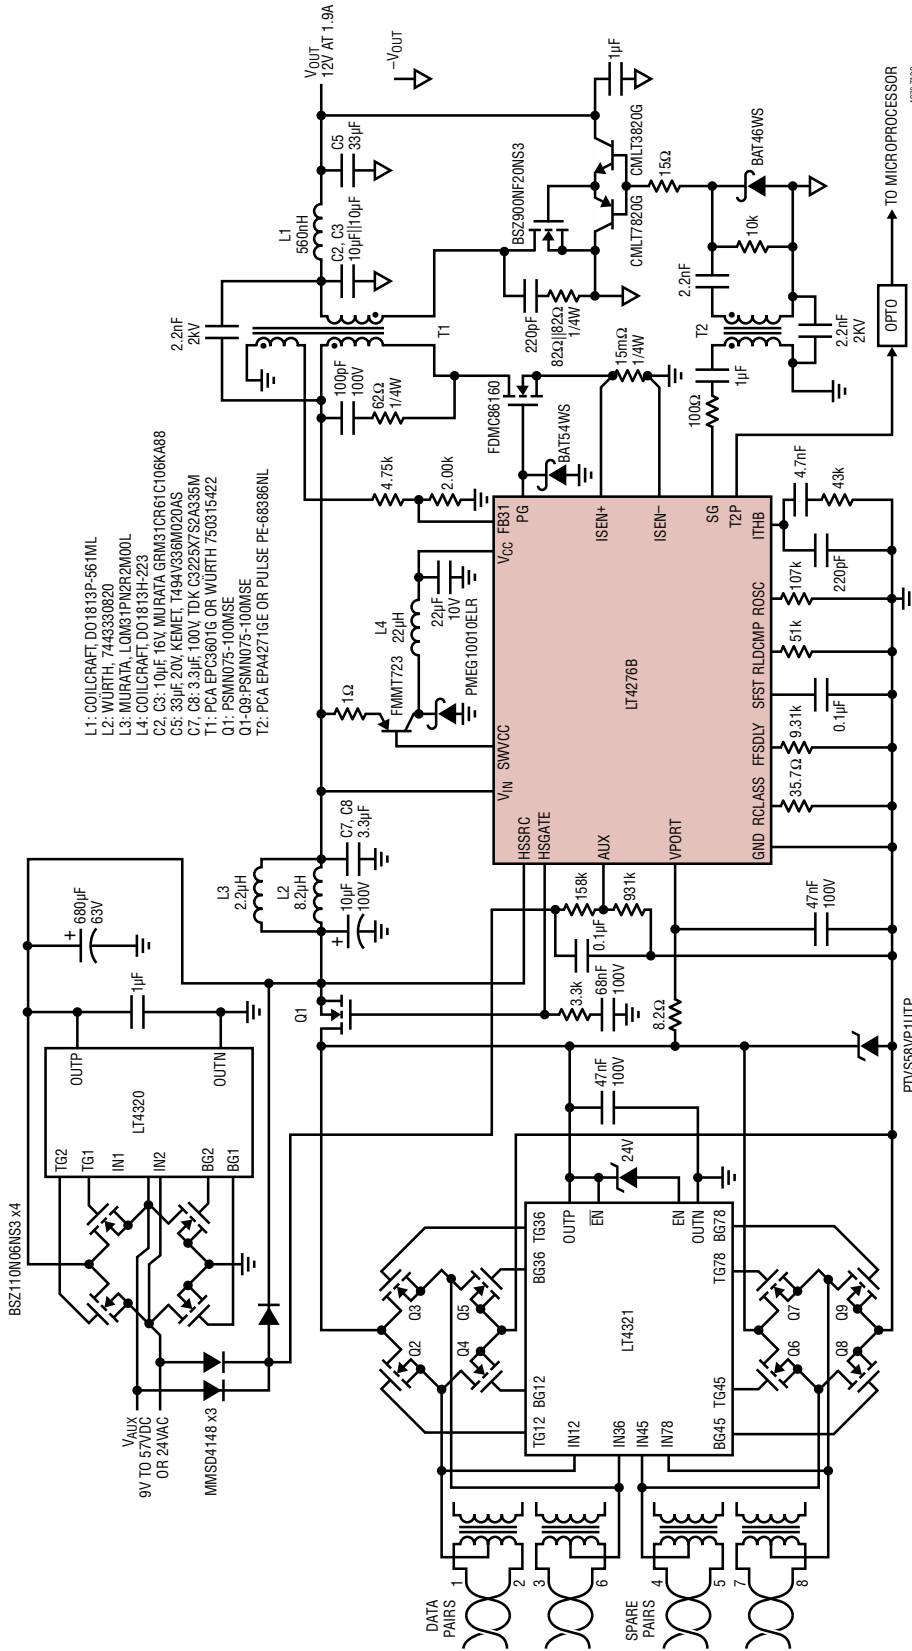 L1: COILCRAFT, DO1813P-561ML
L2: WÜRTH, 7443330820
L3: MURATA, LQM31PN2R2M00L
L4: COILCRAFT, DO1813H-223
C2, C3: 10µF, 16V, MURATA GRM31CR61C106KA88
C5: 33µF, 20V, KEMET, T494V336M020AS
C7, C8: 3.3µF, 100V, TDK C3225X7S2A335M
T1: PCA EPC3601G OR WÜRTH 750315422
Q1: PSMN075-100MSE
Q1-Q9:PSMN075-100MSE
T2: PCA EPA4271GE OR PULSE PE-68386NL
BSZ110N06NS3 x4
680µF
63V
+
1µF
OUTP
OUTN
LT4320
TG2
TG1
IN1
IN2
BG2
BG1
VAUX
9V TO 57VDC
OR 24VAC
MMSD4148 x3
L3
2.2µH
L2
8.2µH
C7, C8
3.3µF
10µF
100V
+
Q1
1Ω
FMMT723
L4
22µH
22µF
10V
PMEG10010ELR
4.75k
2.00k
100pF
100V
62Ω
1/4W
2.2nF
2kV
T1
L1
560nH
C2, C3
10µF||10µF
C5
33µF
VOUT
12V AT 1.9A
–VOUT
1µF
CMLT3820G
CMLT7820G
BSZ900NF20NS3
220pF
82Ω||82Ω
1/4W
FDMC86160
BAT54WS
15mΩ
1/4W
15Ω
BAT46WS
10k
2.2nF
T2
2.2nF
2KV
1µF
100Ω
OPTO
TO MICROPROCESSOR
LT4276B
HSSRC
HSGATE
AUX
VPORT
VIN
SWVCC
VCC
FB31
PG
ISEN+
ISEN–
SG
T2P
GND
RCLASS
FFSDLY
SFST
RLDCMP
ROSC
ITHB
35.7Ω
9.31k
0.1µF
51k
107k
220pF
4.7nF
43k
158k
931k
0.1µF
3.3k
68nF
100V
8.2Ω
47nF
100V
PTVS58VP1UTP
47nF
100V
24V
LT4321
TG12
BG12
BG36
TG36
IN12
IN36
IN45
IN78
OUTP
EN
EN
OUTN
BG45
TG45
TG78
BG78
Q2
Q3
Q4
Q5
Q6
Q7
Q8
Q9
DATA
PAIRS
1
2
3
6
SPARE
PAIRS
4
5
7
8